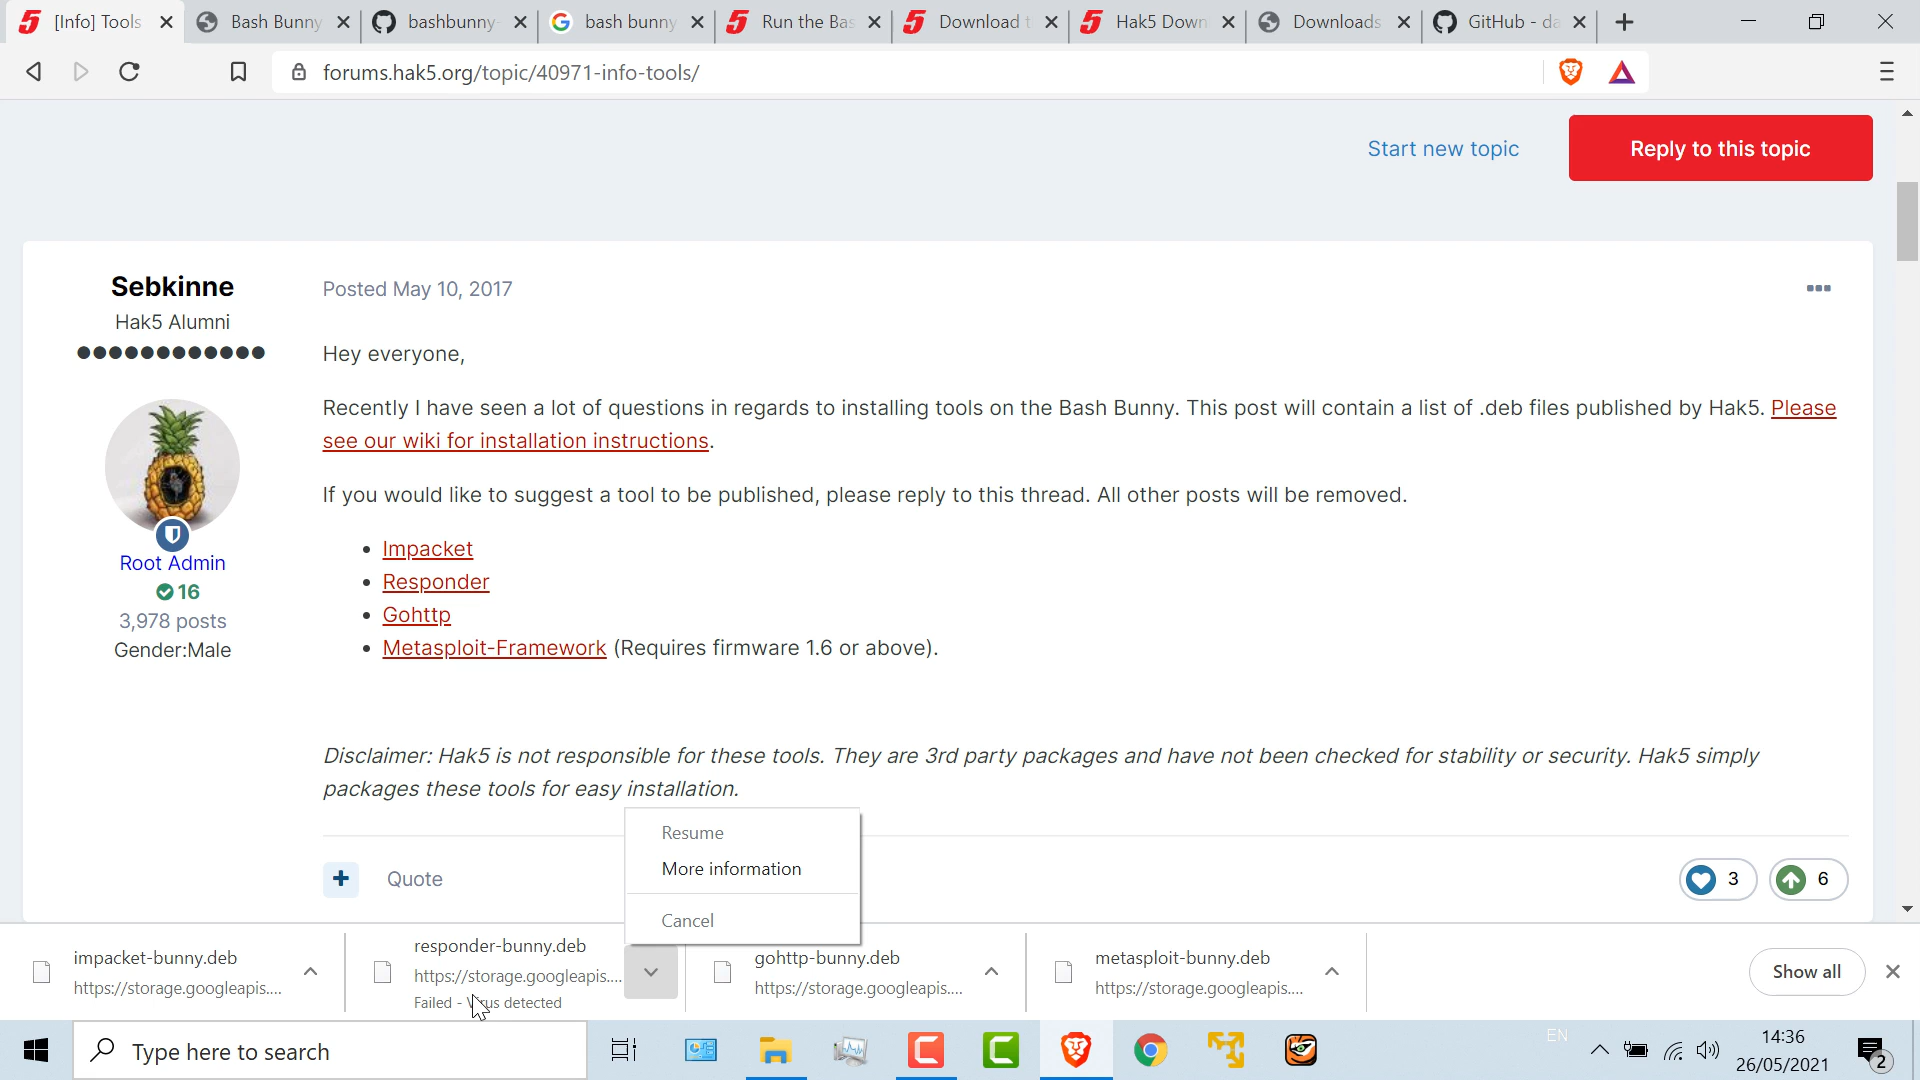 [Info] Tools
Bash Bunny
bashbunny-
bash bunny
Run the Bas
Download t
Hak5 Down
Downloads
GitHub - da
forums.hak5.org/topic/40971-info-tools/
Start new topic
Reply to this topic
Sebkinne
Hak5 Alumni
Root Admin
16
3,978 posts
Gender:Male
Posted May 10, 2017
Hey everyone,
Recently I have seen a lot of questions in regards to installing tools on the Bash Bunny. This post will contain a list of .deb files published by Hak5. Please
see our wiki for installation instructions.
If you would like to suggest a tool to be published, please reply to this thread. All other posts will be removed.
• Impacket
• Responder
• Gohttp
• Metasploit-Framework (Requires firmware 1.6 or above).
Disclaimer: Hak5 is not responsible for these tools. They are 3rd party packages and have not been checked for stability or security. Hak5 simply
packages these tools for easy installation.
Quote
3
6
Resume
More information
Cancel
impacket-bunny.deb
https://storage.googleapis....
responder-bunny.deb
https://storage.googleapis....
Failed - Virus detected
gohttp-bunny.deb
https://storage.googleapis....
metasploit-bunny.deb
https://storage.googleapis....
Show all
Type here to search
EN
14:36
26/05/2021
2